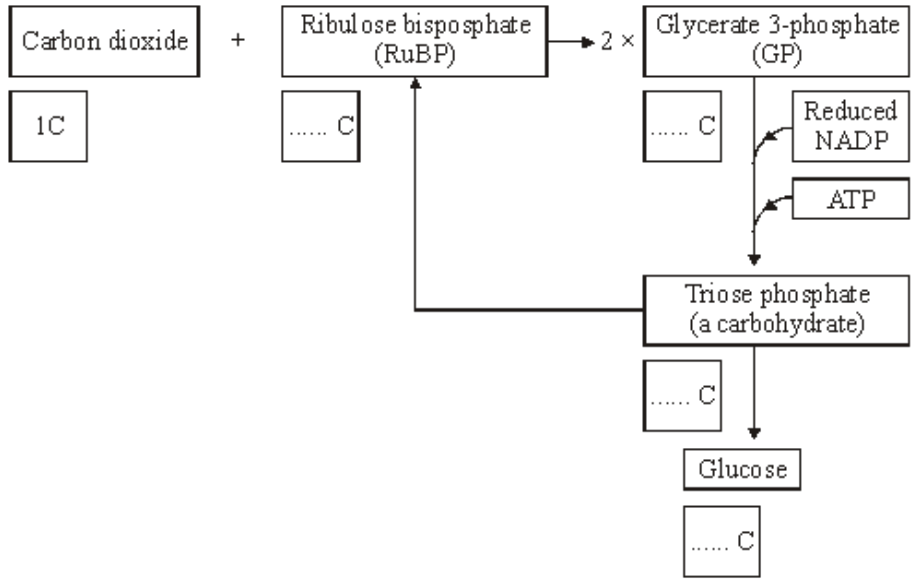 Carbon dioxide
+
Ribulose bisposphate
(RuBP)
2 ×
Glycerate 3-phosphate
(GP)
1C
...... C
...... C
Reduced
NADP
ATP
Triose phosphate
(a carbohydrate)
...... C
Glucose
...... C